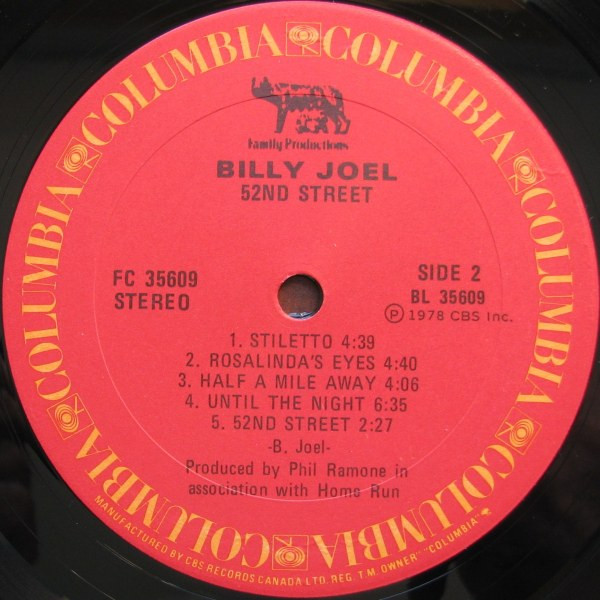 COLUMBIA COLUMBIA COLUMBIA COLUMBIA COLUMBIA COLUMBIA
Family Productions
BILLY JOEL
52ND STREET
FC 35609
STEREO
SIDE 2
BL 35609
Ⓟ 1978 CBS Inc.
1. STILETTO 4:39
2. ROSALINDA'S EYES 4:40
3. HALF A MILE AWAY 4:06
4. UNTIL THE NIGHT 6:35
5. 52ND STREET 2:27
-B. Joel-
Produced by Phil Ramone in
association with Home Run
MANUFACTURED BY CBS RECORDS CANADA LTD. REG. T.M. OWNER "COLUMBIA"